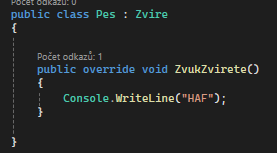 Počet odkazů: 0
public class Pes : Zvire
{
Počet odkazů: 1
public override void ZvukZvirete()
{
Console.WriteLine("HAF");
}
}